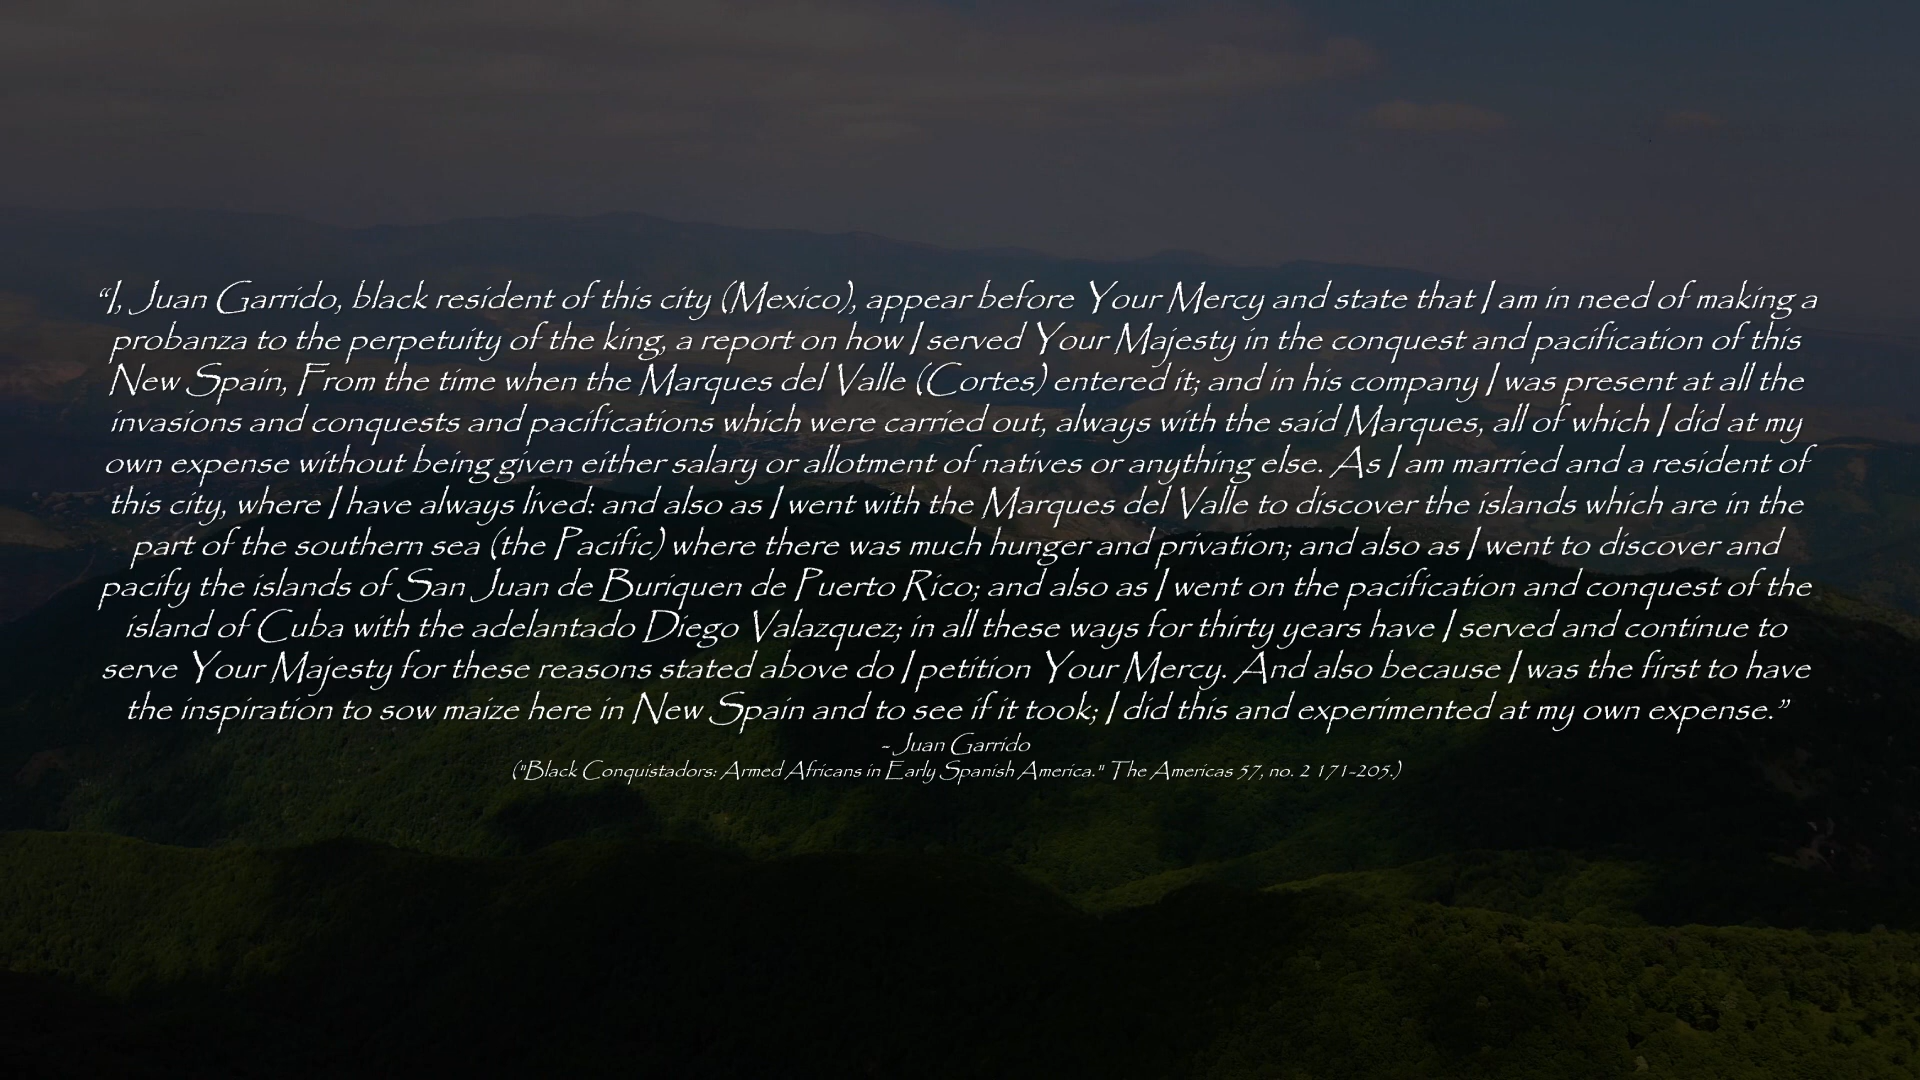 “I, Juan Garrido, black resident of this city (Mexico), appear before Your Mercy and state that I am in need of making a
probanza to the perpetuity of the king, a report on how I served Your Majesty in the conquest and pacification of this
New Spain, From the time when the Marques del Valle (Cortes) entered it; and in his company I was present at all the
invasions and conquests and pacifications which were carried out, always with the said Marques, all of which I did at my
own expense without being given either salary or allotment of natives or anything else. As I am married and a resident of
this city, where I have always lived: and also as I went with the Marques del Valle to discover the islands which are in the
part of the southern sea (the Pacific) where there was much hunger and privation; and also as I went to discover and
pacify the islands of San Juan de Buriquen de Puerto Rico; and also as I went on the pacification and conquest of the
island of Cuba with the adelantado Diego Valazquez; in all these ways for thirty years have I served and continue to
serve Your Majesty for these reasons stated above do I petition Your Mercy. And also because I was the first to have
the inspiration to sow maize here in New Spain and to see if it took; I did this and experimented at my own expense.”
- Juan Garrido
("Black Conquistadors: Armed Africans in Early Spanish America." The Americas 57, no. 2 171-205.)